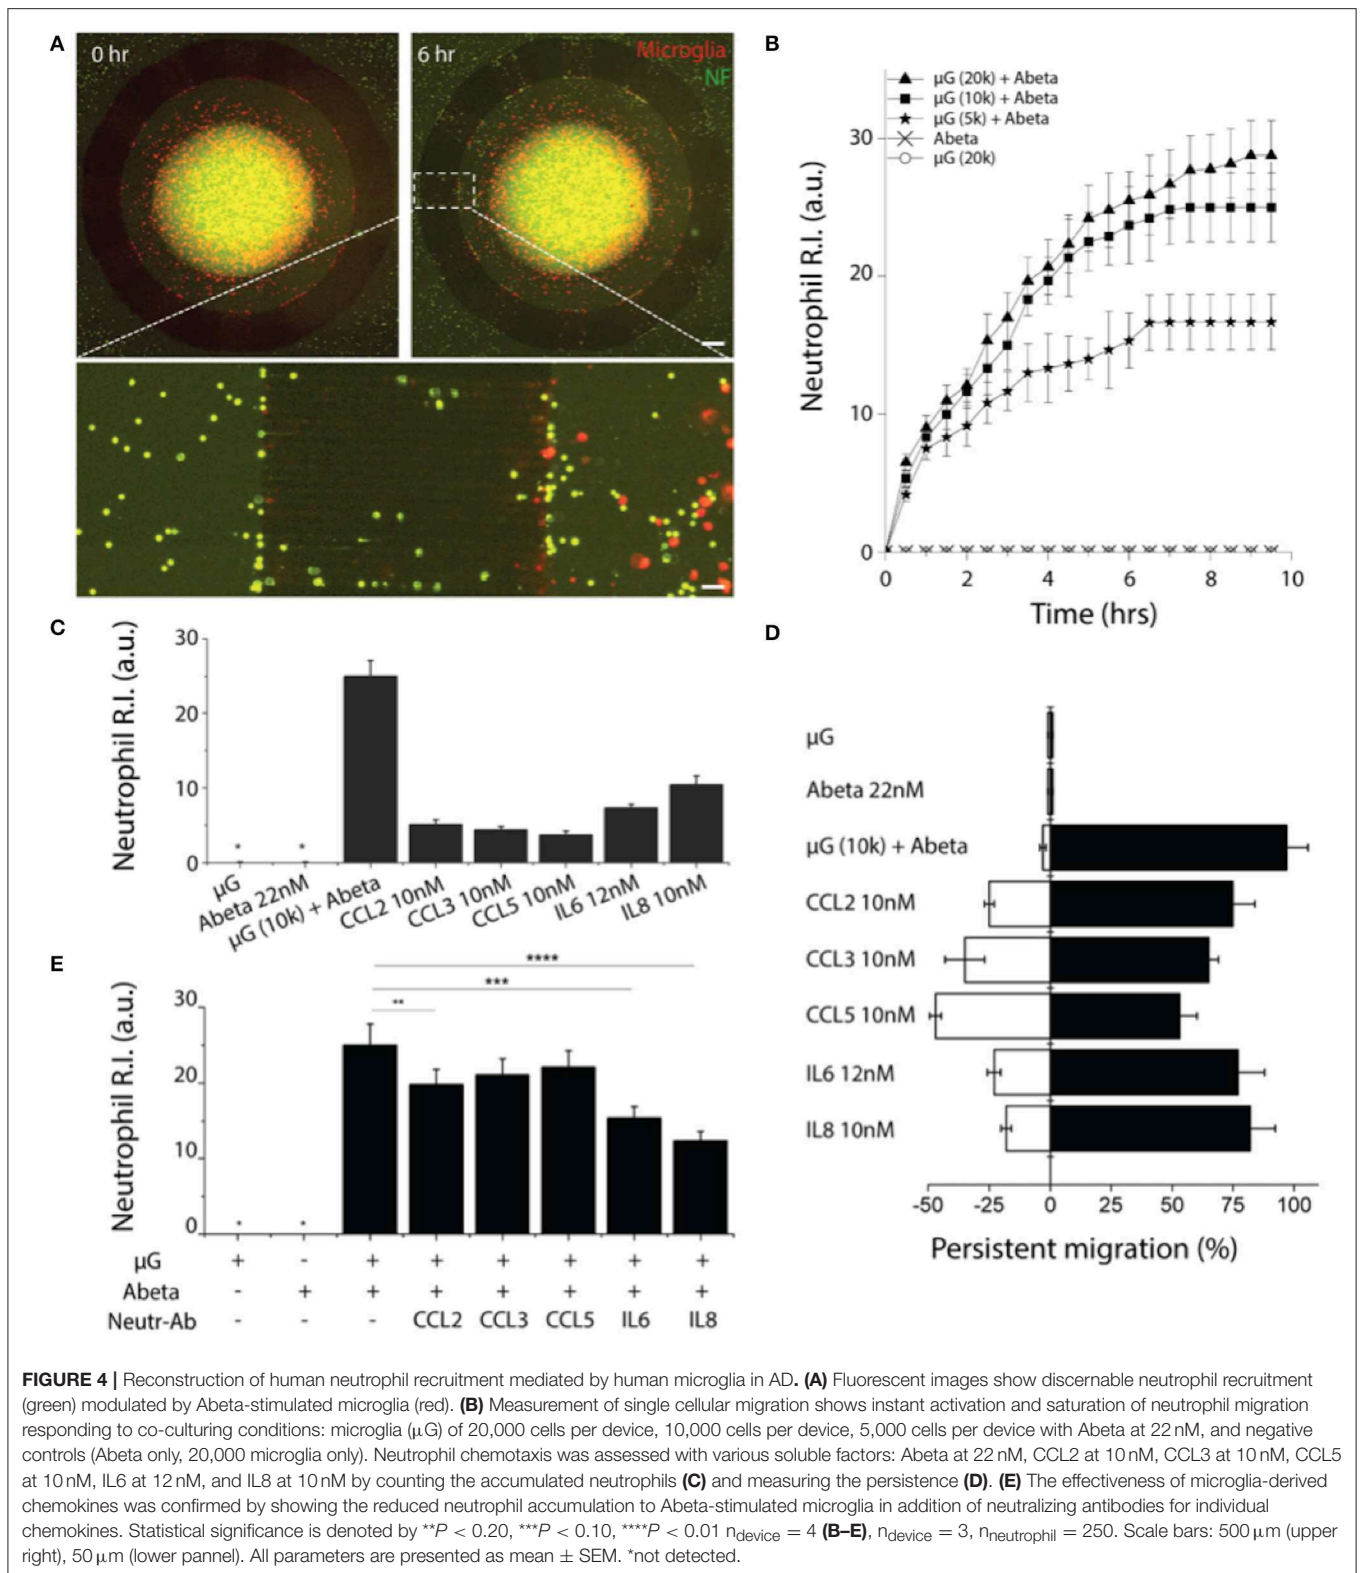 A
0 hr
6 hr
Microglia
NF
B
μG (20k) + Abeta
μG (10k) + Abeta
μG (5k) + Abeta
Abeta
μG (20k)
Neutrophil R.I. (a.u.)
30
20
10
0
0 2 4 6 8 10
Time (hrs)
C
Neutrophil R.I. (a.u.)
30
20
10
0
* *
μG
Abeta 22nM
μG (10k) + Abeta
CCL2 10nM
CCL3 10nM
CCL5 10nM
IL6 12nM
IL8 10nM
D
μG
Abeta 22nM
μG (10k) + Abeta
CCL2 10nM
CCL3 10nM
CCL5 10nM
IL6 12nM
IL8 10nM
-50 -25 0 25 50 75 100
Persistent migration (%)
E
****
***
**
Neutrophil R.I. (a.u.)
30
20
10
0
* *
μG + - + + + + + +
Abeta - + + + + + + +
Neutr-Ab - - - CCL2 CCL3 CCL5 IL6 IL8
FIGURE 4 | Reconstruction of human neutrophil recruitment mediated by human microglia in AD. (A) Fluorescent images show discernable neutrophil recruitment
(green) modulated by Abeta-stimulated microglia (red). (B) Measurement of single cellular migration shows instant activation and saturation of neutrophil migration
responding to co-culturing conditions: microglia (μG) of 20,000 cells per device, 10,000 cells per device, 5,000 cells per device with Abeta at 22 nM, and negative
controls (Abeta only, 20,000 microglia only). Neutrophil chemotaxis was assessed with various soluble factors: Abeta at 22 nM, CCL2 at 10 nM, CCL3 at 10 nM, CCL5
at 10 nM, IL6 at 12 nM, and IL8 at 10 nM by counting the accumulated neutrophils (C) and measuring the persistence (D). (E) The effectiveness of microglia-derived
chemokines was confirmed by showing the reduced neutrophil accumulation to Abeta-stimulated microglia in addition of neutralizing antibodies for individual
chemokines. Statistical significance is denoted by **P < 0.20, ***P < 0.10, ****P < 0.01 n_device = 4 (B–E), n_device = 3, n_neutrophil = 250. Scale bars: 500 μm (upper
right), 50 μm (lower pannel). All parameters are presented as mean ± SEM. *not detected.